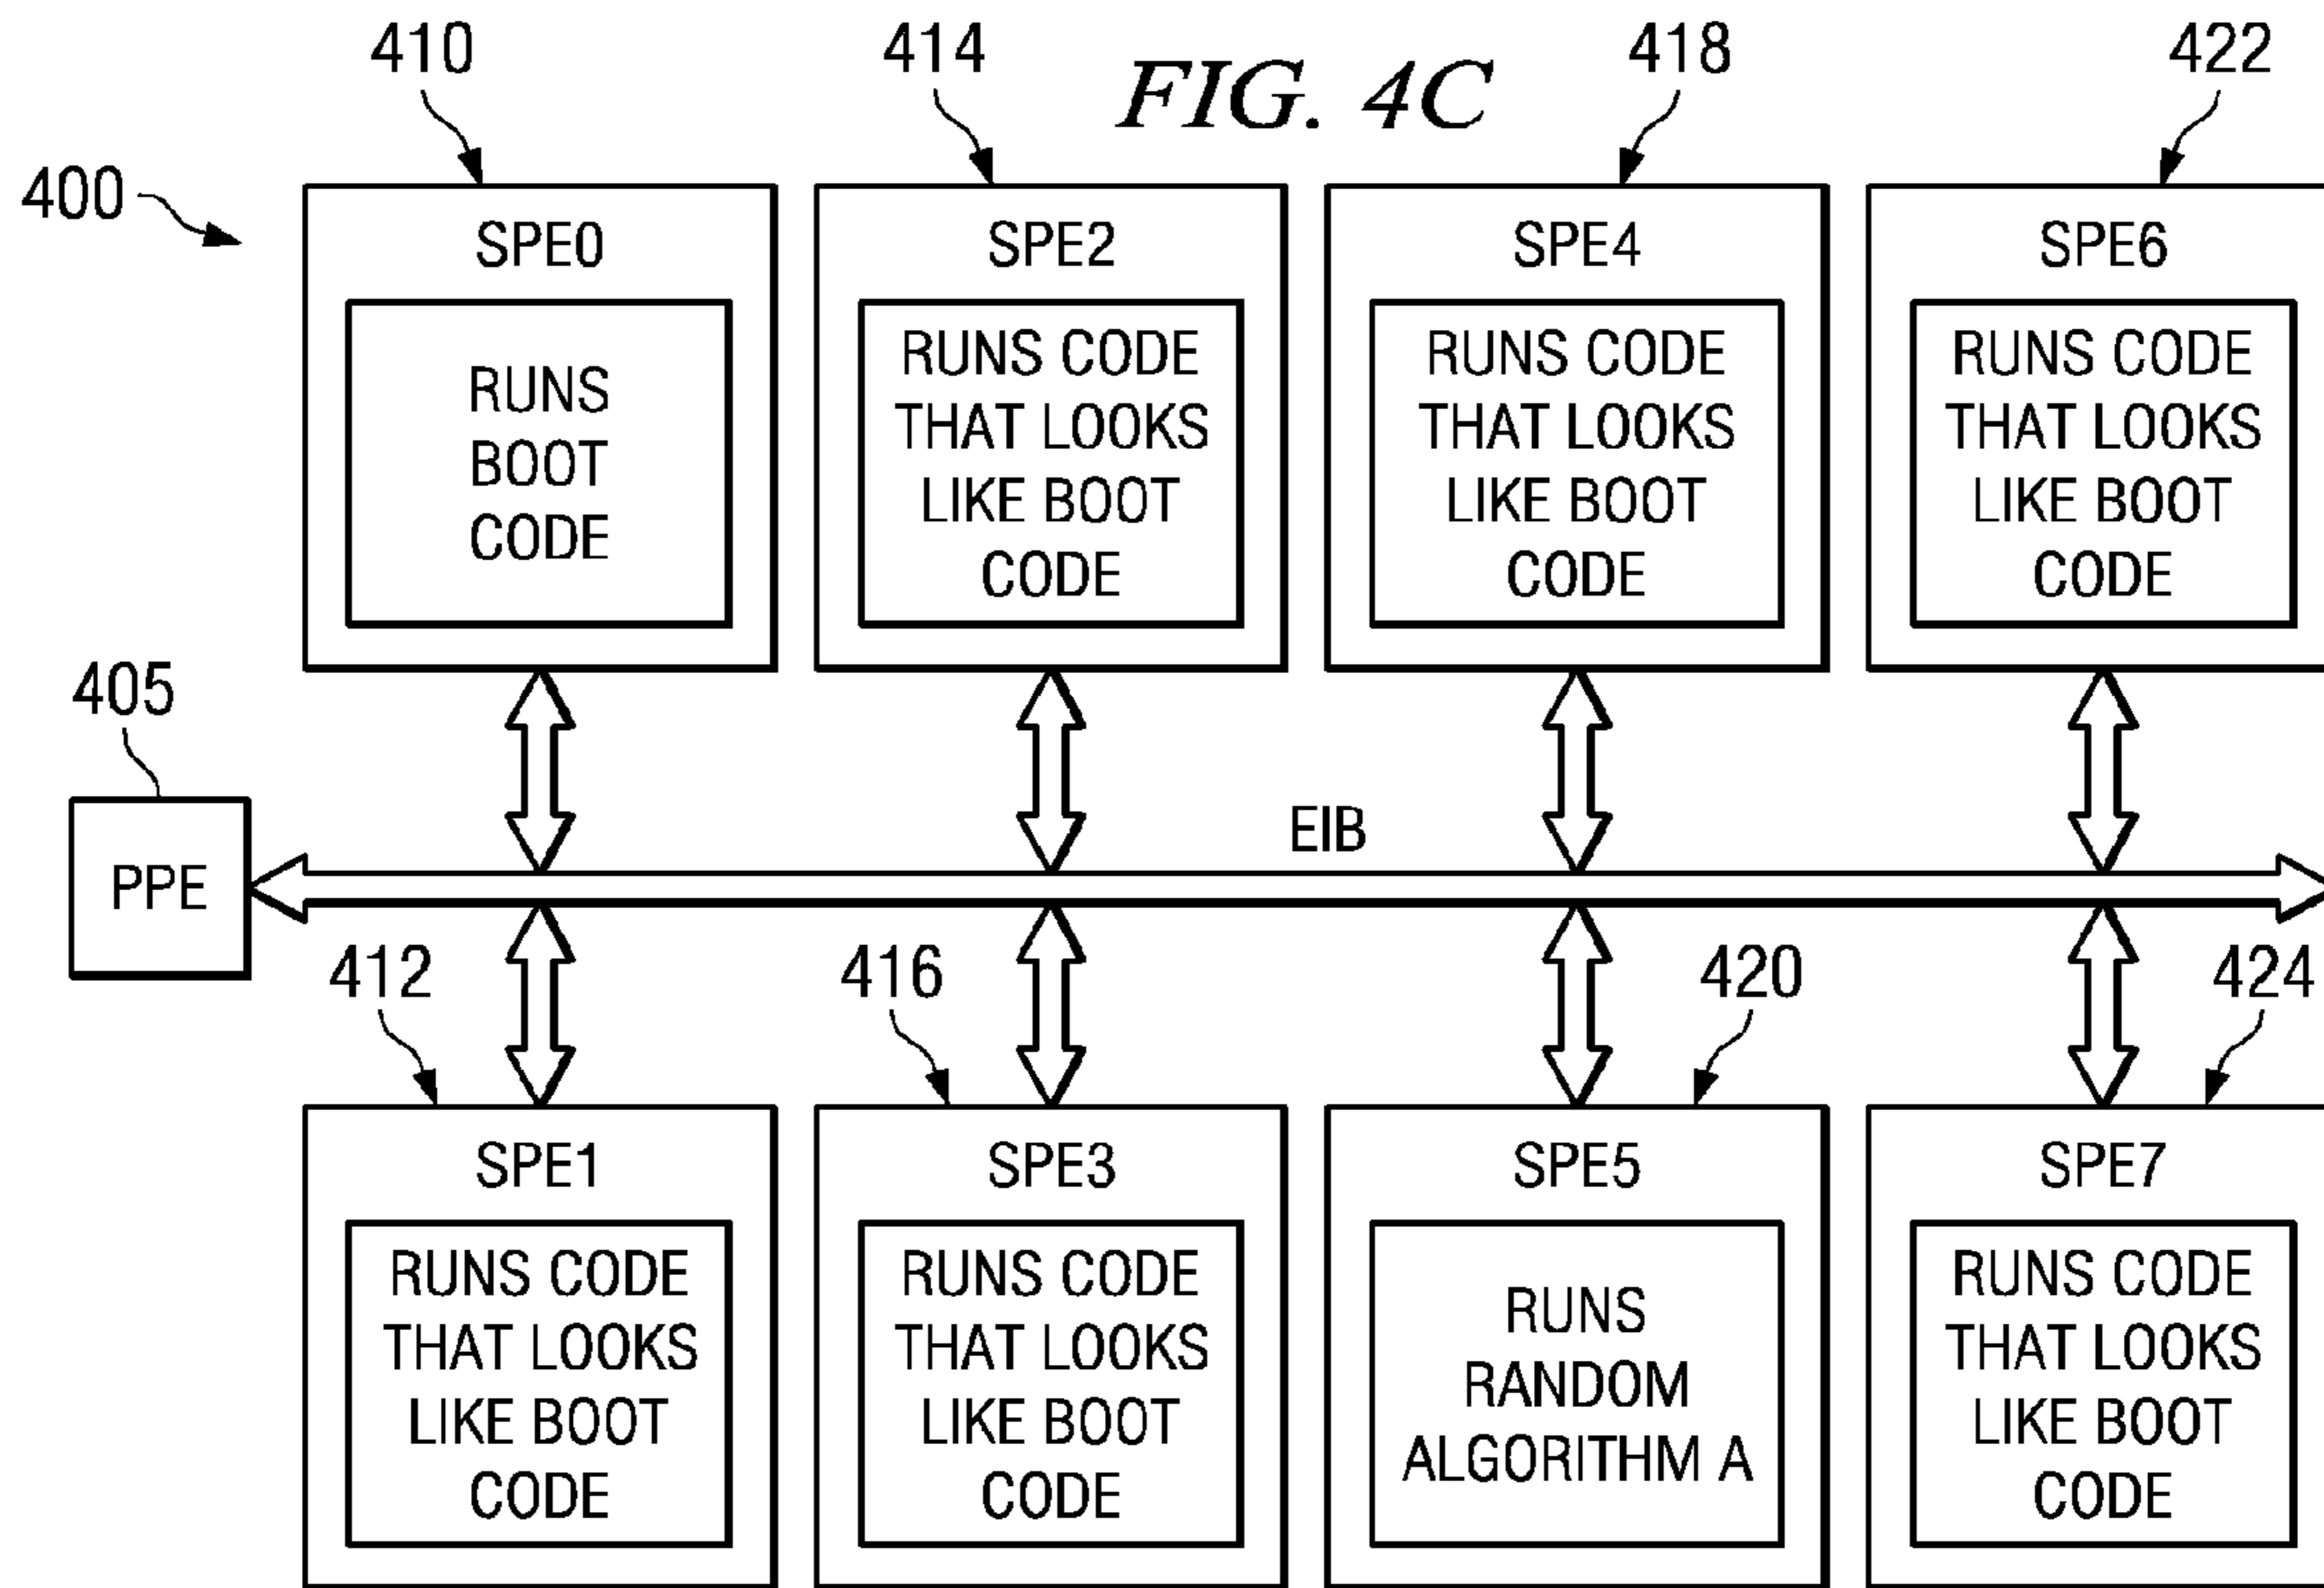 410
414
FIG. 4C
418
422
400
SPE0
RUNS
BOOT
CODE
SPE2
RUNS CODE
THAT LOOKS
LIKE BOOT
CODE
SPE4
RUNS CODE
THAT LOOKS
LIKE BOOT
CODE
SPE6
RUNS CODE
THAT LOOKS
LIKE BOOT
CODE
405
PPE
EIB
412
416
420
424
SPE1
RUNS CODE
THAT LOOKS
LIKE BOOT
CODE
SPE3
RUNS CODE
THAT LOOKS
LIKE BOOT
CODE
SPE5
RUNS
RANDOM
ALGORITHM A
SPE7
RUNS CODE
THAT LOOKS
LIKE BOOT
CODE